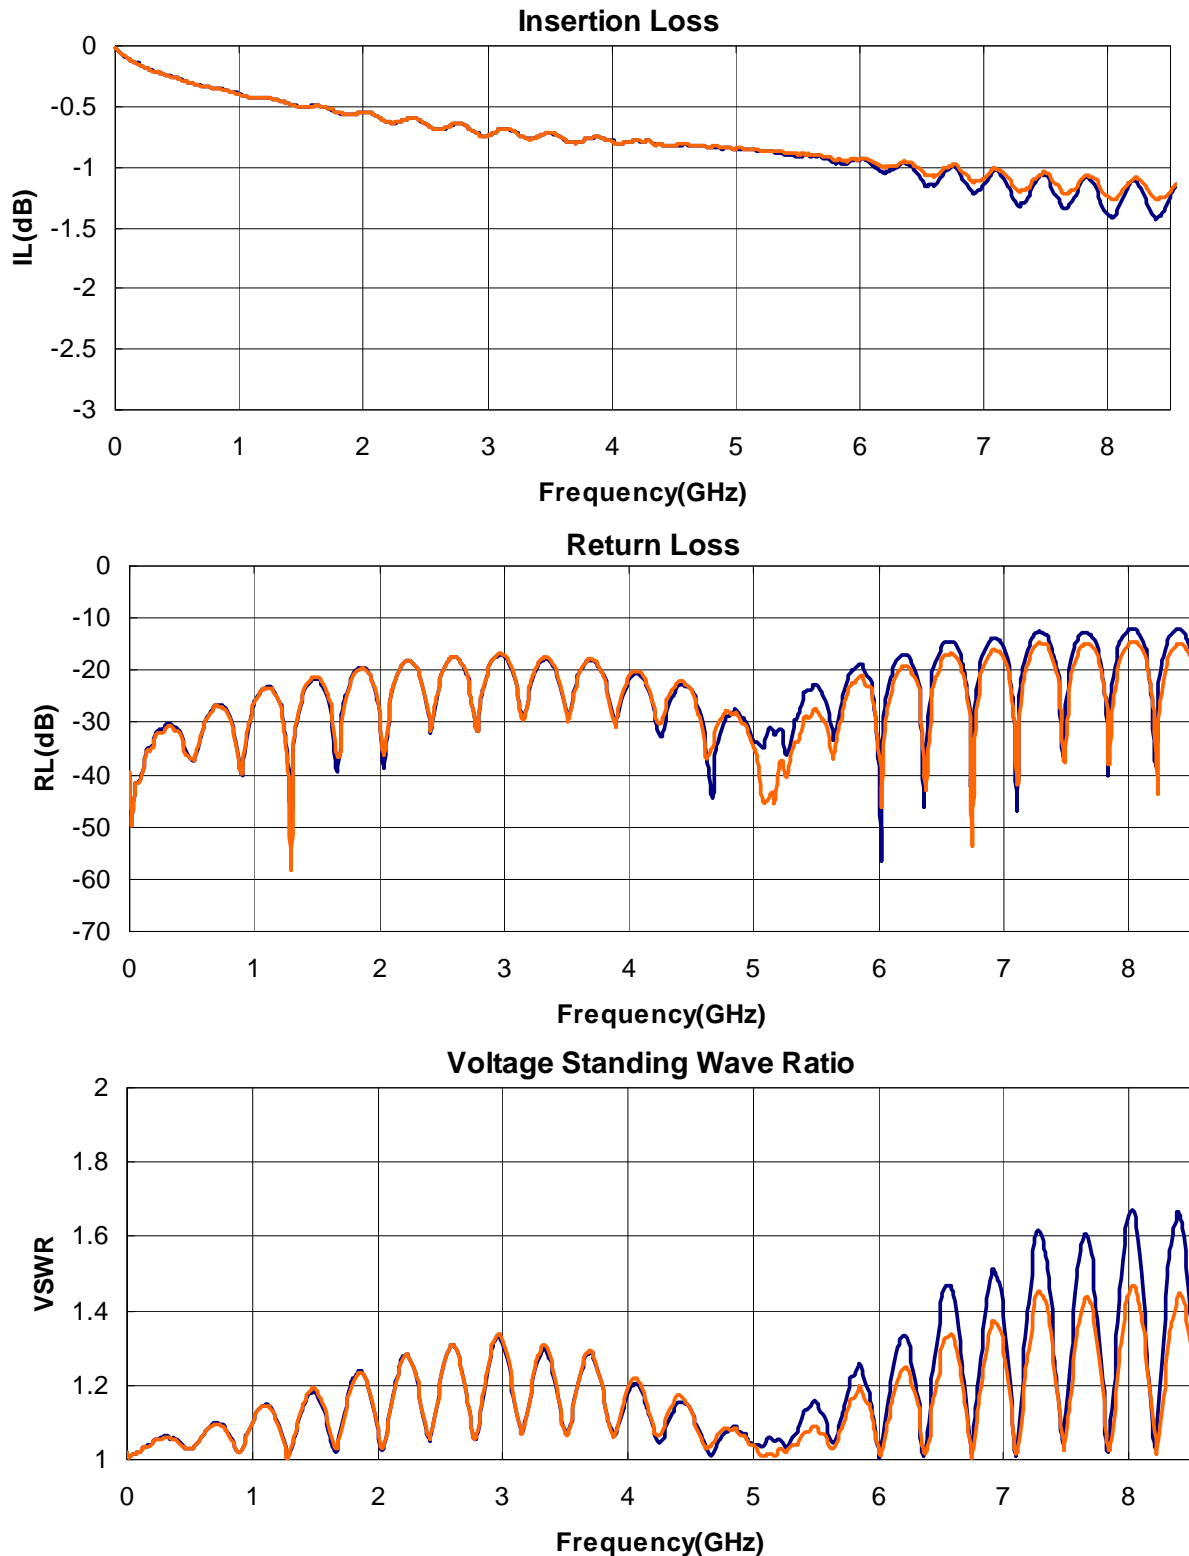 Insertion Loss
0
-0.5
-1
-1.5
-2
-2.5
-3
IL(dB)
0 1 2 3 4 5 6 7 8
Frequency(GHz)
Return Loss
0
-10
-20
-30
-40
-50
-60
-70
RL(dB)
0 1 2 3 4 5 6 7 8
Frequency(GHz)
Voltage Standing Wave Ratio
2
1.8
1.6
1.4
1.2
1
VSWR
0 1 2 3 4 5 6 7 8
Frequency(GHz)